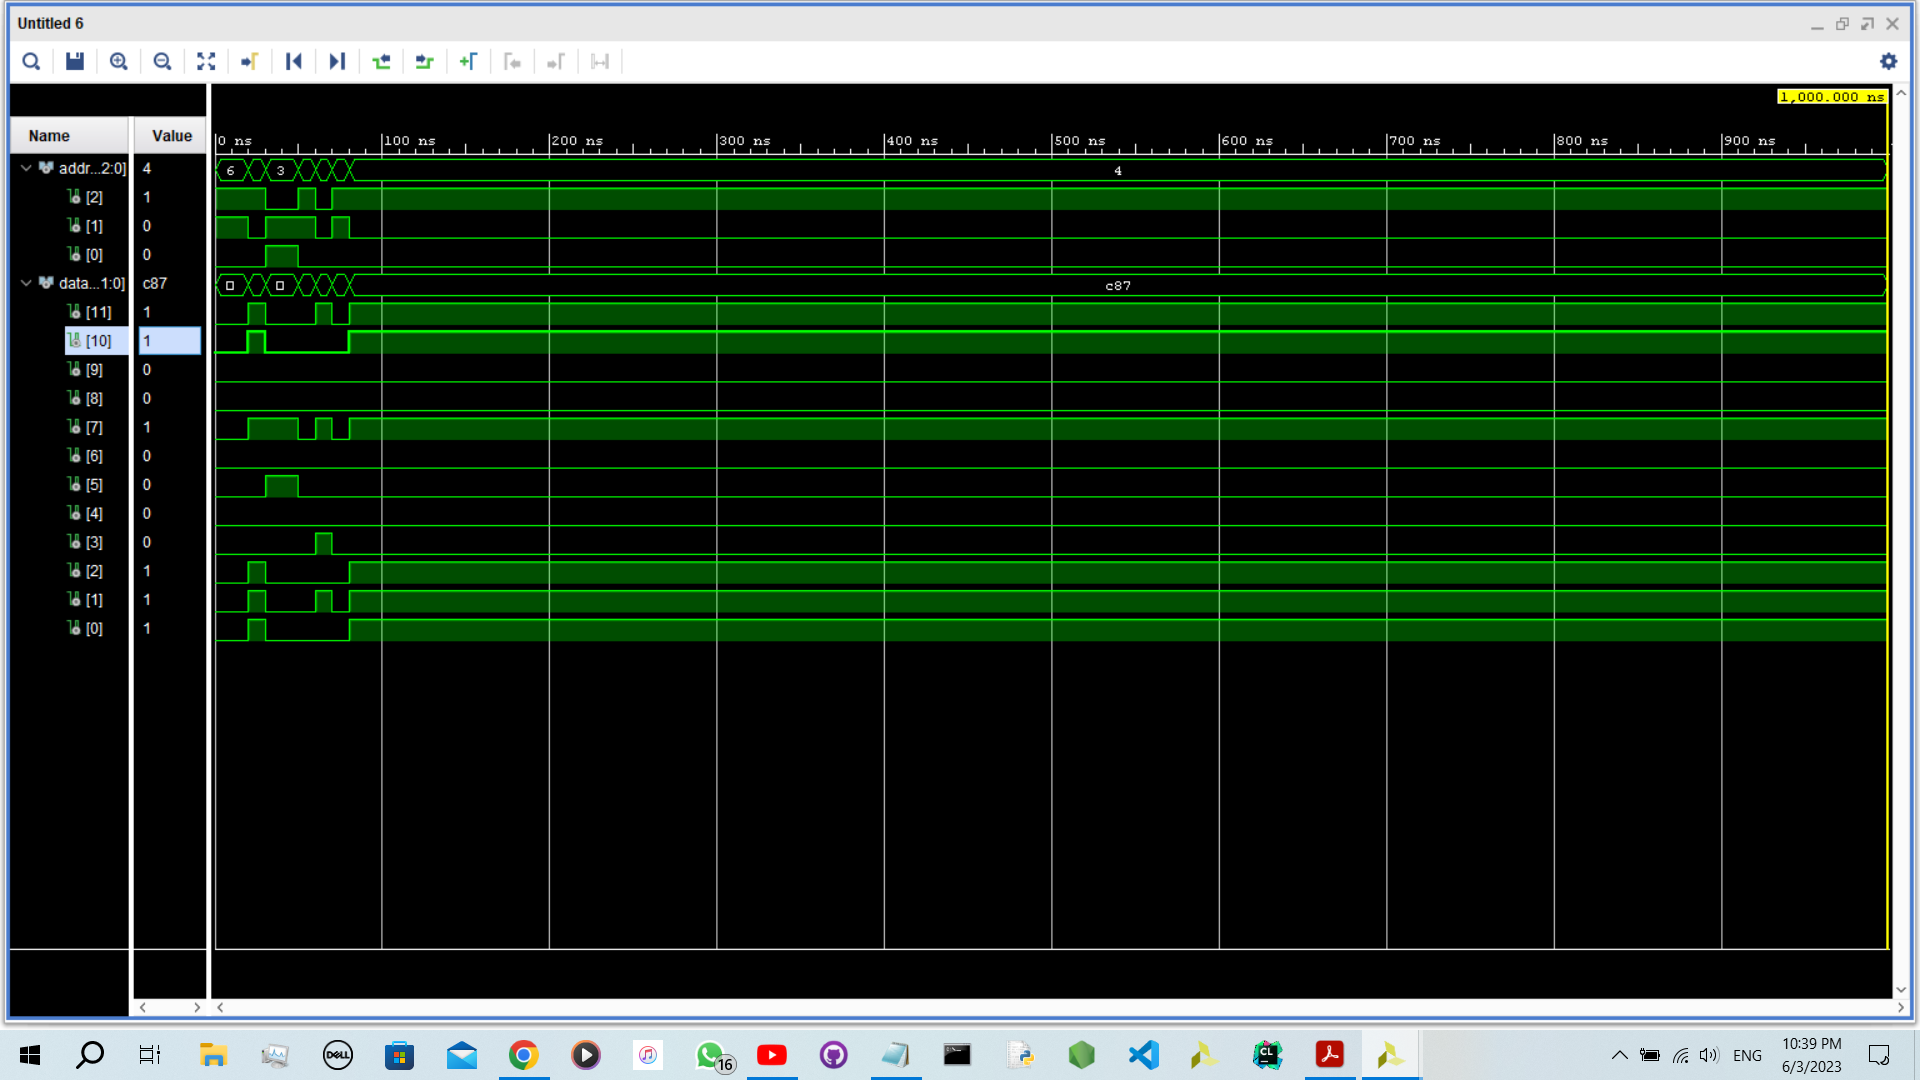 Untitled 6
1,000.000 ns
Name Value
0 ns 100 ns 200 ns 300 ns 400 ns 500 ns 600 ns 700 ns 800 ns 900 ns
addr...2:0] 4 6 3 4
[2] 1
[1] 0
[0] 0
data...1:0] c87 c87
[11] 1
[10] 1
[9] 0
[8] 0
[7] 1
[6] 0
[5] 0
[4] 0
[3] 0
[2] 1
[1] 1
[0] 1
DELL 16 CL ENG 10:39 PM
6/3/2023